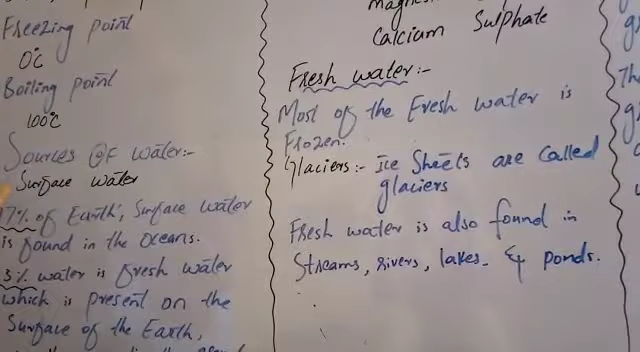 Freezing point
0°C
Boiling point
100°C
Sources OF water:-
Surface water
7% of Earth's Surface water
is found in the oceans.
3% water is fresh water
which is present on the
Surface of the Earth,
Calcium Sulphate
Fresh water:-
Most of the Fresh water is
Frozen.
Glaciers:- Ice Sheets are called
glaciers
Fresh water is also found in
Streams, rivers, lakes. & ponds.